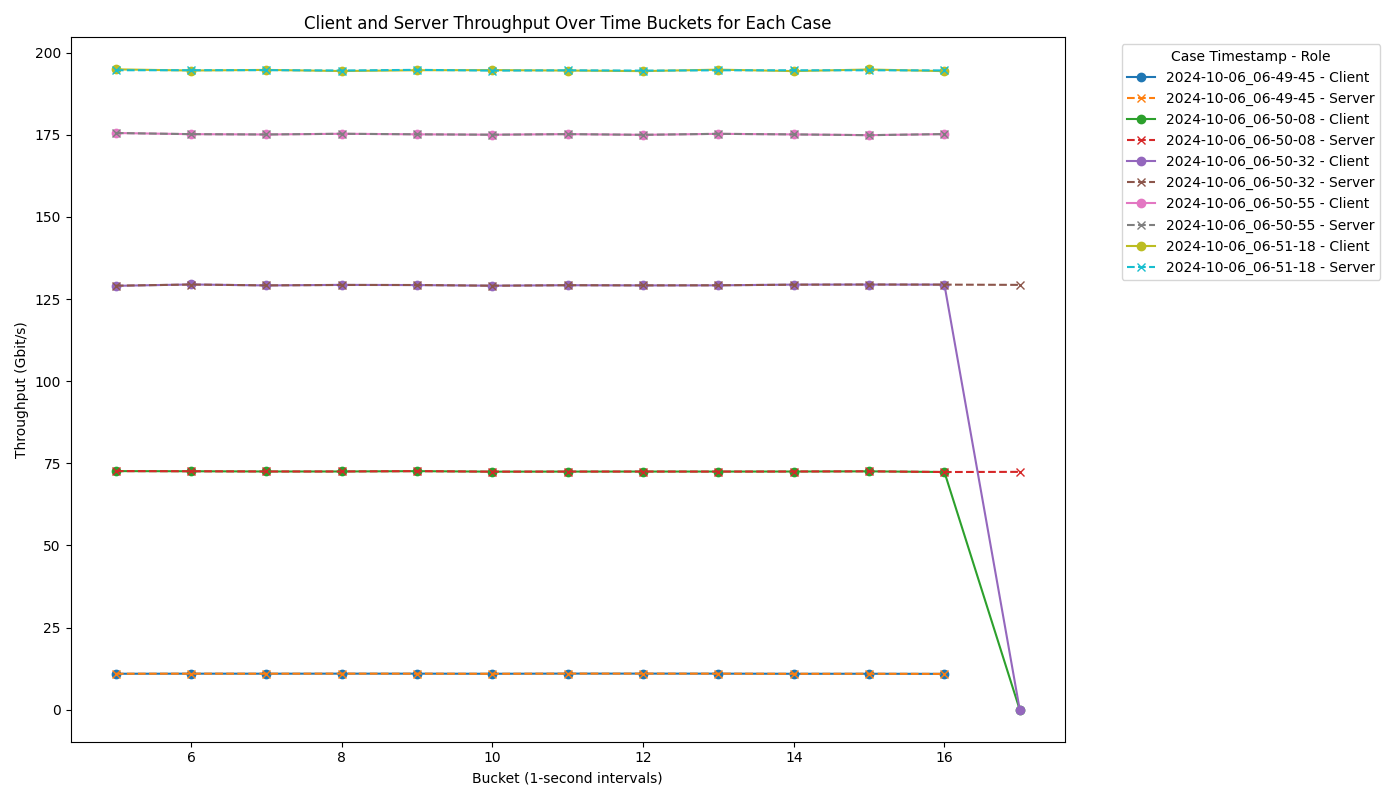 Client and Server Throughput Over Time Buckets for Each Case
Throughput (Gbit/s)
200
175
150
125
100
75
50
25
0
6
8
10
12
14
16
Bucket (1-second intervals)
Case Timestamp - Role
2024-10-06_06-49-45 - Client
2024-10-06_06-49-45 - Server
2024-10-06_06-50-08 - Client
2024-10-06_06-50-08 - Server
2024-10-06_06-50-32 - Client
2024-10-06_06-50-32 - Server
2024-10-06_06-50-55 - Client
2024-10-06_06-50-55 - Server
2024-10-06_06-51-18 - Client
2024-10-06_06-51-18 - Server